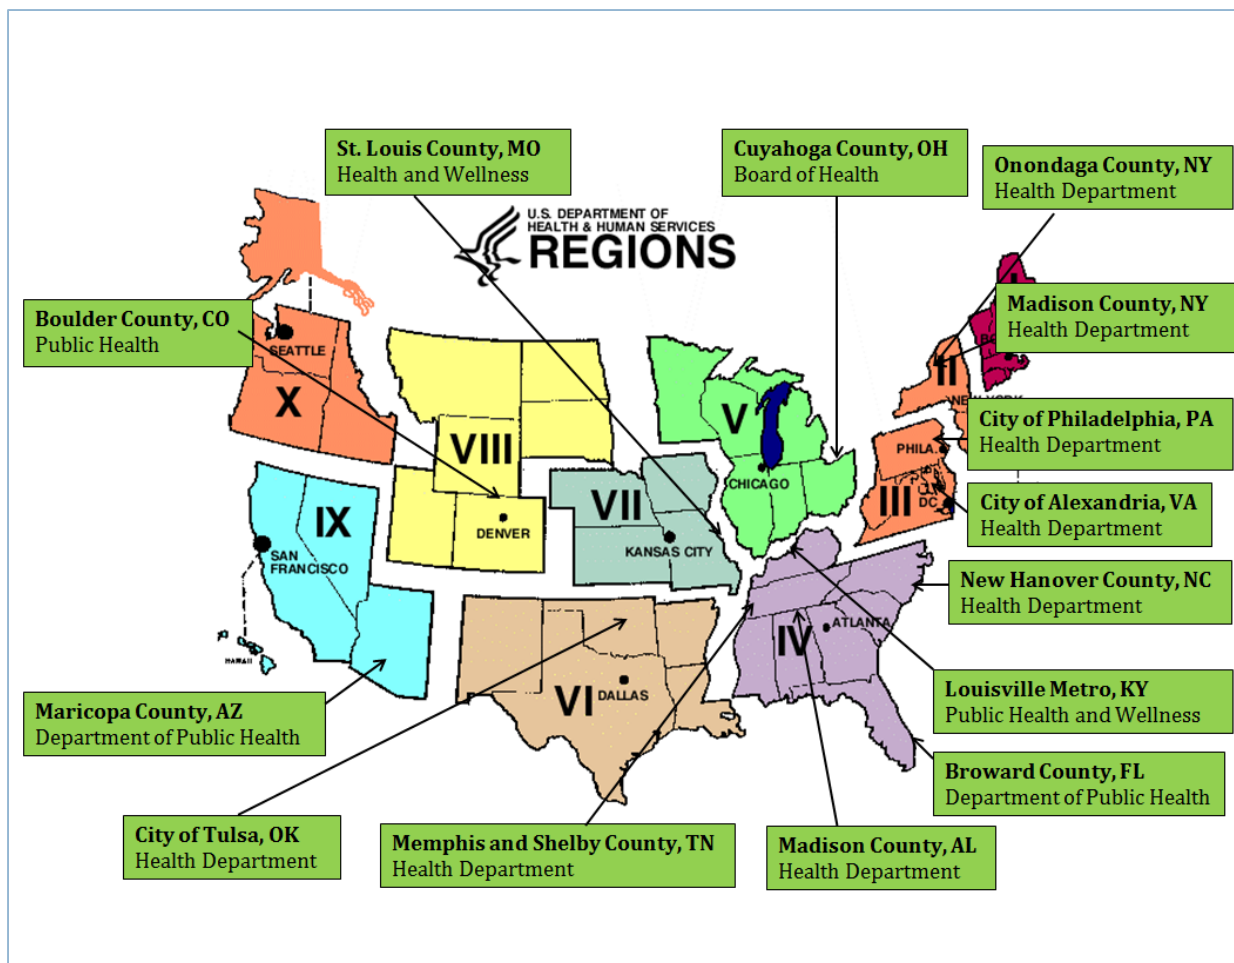 St. Louis County, MO
Health and Wellness
Cuyahoga County, OH
Board of Health
Onondaga County, NY
Health Department
U.S. DEPARTMENT OF
HEALTH & HUMAN SERVICES
REGIONS
Boulder County, CO
Public Health
Madison County, NY
Health Department
I
II
SEATTLE
X
VIII
V
City of Philadelphia, PA
Health Department
PHILA.
CHICAGO
VII
III
DC
City of Alexandria, VA
Health Department
IX
DENVER
KANSAS CITY
SAN
FRANCISCO
New Hanover County, NC
Health Department
ATLANTA
IV
HAWAII
VI
DALLAS
Louisville Metro, KY
Public Health and Wellness
Maricopa County, AZ
Department of Public Health
Broward County, FL
Department of Public Health
City of Tulsa, OK
Health Department
Memphis and Shelby County, TN
Health Department
Madison County, AL
Health Department